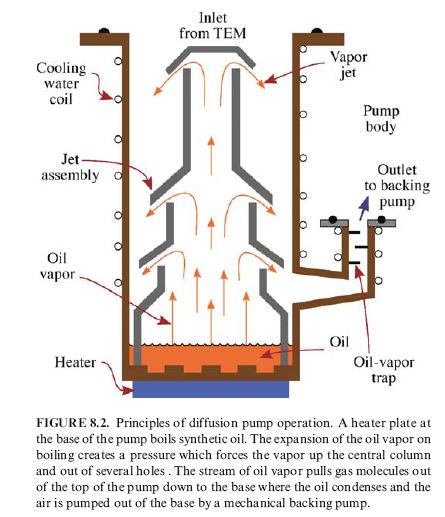 Inlet
from TEM
Cooling
water
coil
Vapor
jet
Pump
body
Jet
assembly
Outlet
to backing
pump
Oil
vapor
Oil
Heater
Oil-vapor
trap
FIGURE 8.2. Principles of diffusion pump operation. A heater plate at
the base of the pump boils synthetic oil. The expansion of the oil vapor on
boiling creates a pressure which forces the vapor up the central column
and out of several holes . The stream of oil vapor pulls gas molecules out
of the top of the pump down to the base where the oil condenses and the
air is pumped out of the base by a mechanical backing pump.